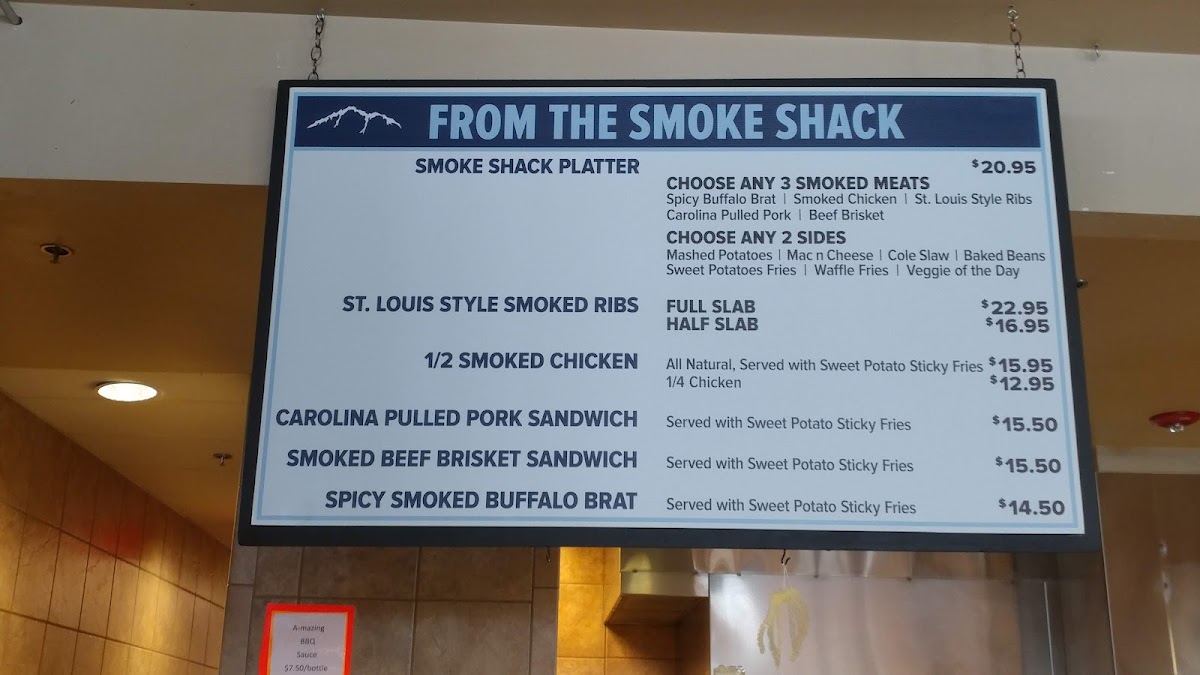 FROM THE SMOKE SHACK
SMOKE SHACK PLATTER $20.95
CHOOSE ANY 3 SMOKED MEATS
Spicy Buffalo Brat | Smoked Chicken | St. Louis Style Ribs
Carolina Pulled Pork | Beef Brisket
CHOOSE ANY 2 SIDES
Mashed Potatoes | Mac n Cheese | Cole Slaw | Baked Beans
Sweet Potatoes Fries | Waffle Fries | Veggie of the Day
ST. LOUIS STYLE SMOKED RIBS FULL SLAB $22.95
HALF SLAB $16.95
1/2 SMOKED CHICKEN All Natural, Served with Sweet Potato Sticky Fries $15.95
1/4 Chicken $12.95
CAROLINA PULLED PORK SANDWICH Served with Sweet Potato Sticky Fries $15.50
SMOKED BEEF BRISKET SANDWICH Served with Sweet Potato Sticky Fries $15.50
SPICY SMOKED BUFFALO BRAT Served with Sweet Potato Sticky Fries $14.50
A-mazing
BBQ
Sauce
$7.50/bottle